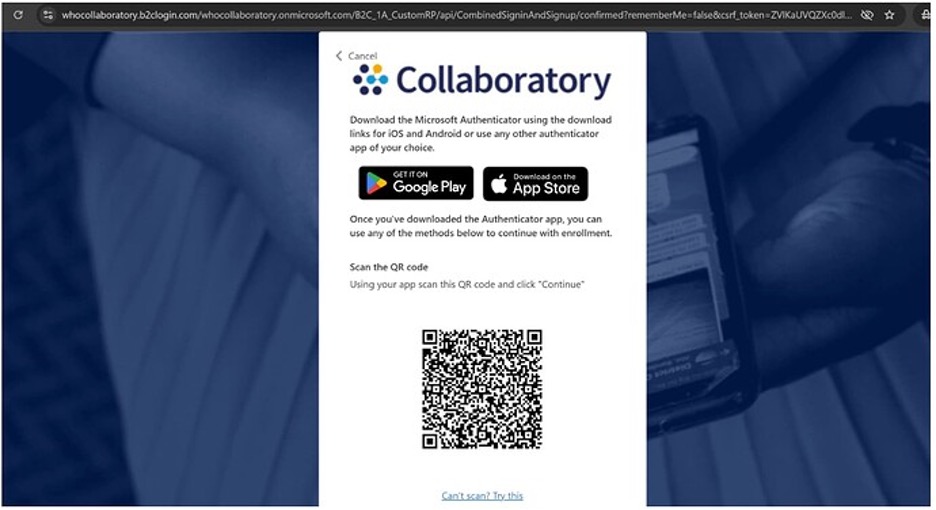 whocollaboratory.b2clogin.com/whocollaboratory.onmicrosoft.com/B2C_1A_CustomRP/api/CombinedSigninAndSignup/confirmed?rememberMe=false&csrf_token=ZVlKaUVQZXc0dl...
Cancel
Collaboratory
Download the Microsoft Authenticator using the download
links for iOS and Android or use any other authenticator
app of your choice.
GET IT ON
Google Play
Download on the
App Store
Once you've downloaded the Authenticator app, you can
use any of the methods below to continue with enrollment.
Scan the QR code
Using your app scan this QR code and click "Continue"
Can't scan? Try this